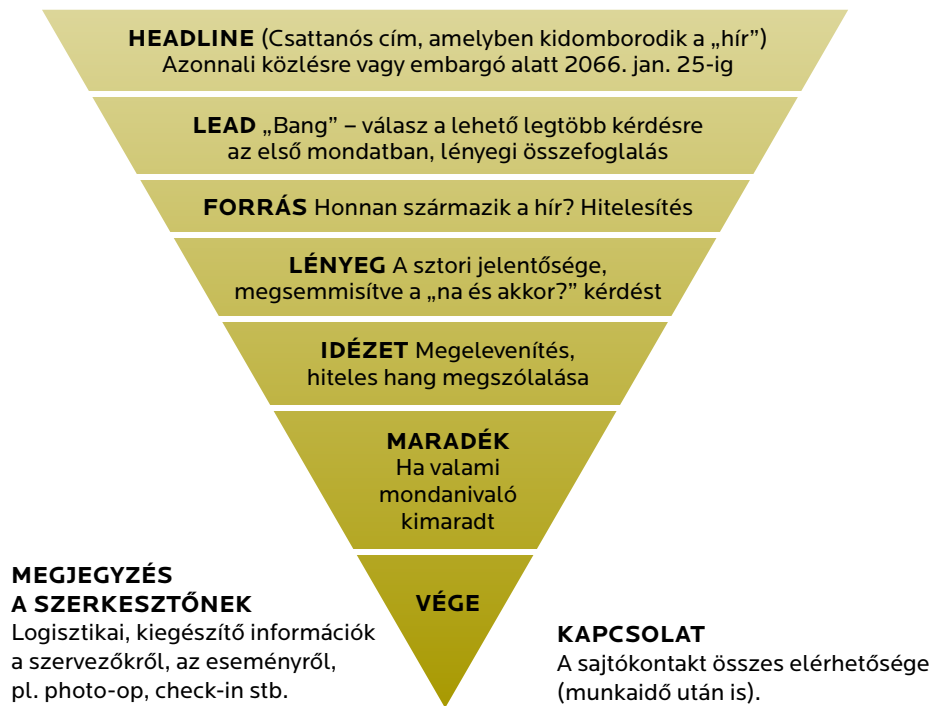 HEADLINE (Csattanós cím, amelyben kidomborodik a „hír”)
Azonnali közlésre vagy embargó alatt 2066. jan. 25-ig
LEAD „Bang” – válasz a lehető legtöbb kérdésre
az első mondatban, lényegi összefoglalás
FORRÁS Honnan származik a hír? Hitelesítés
LÉNYEG A sztori jelentősége,
megsemmisítve a „na és akkor?” kérdést
IDÉZET Megelevenítés,
hiteles hang megszólalása
MARADÉK
Ha valami
mondanivaló
kimaradt
VÉGE
MEGJEGYZÉS
A SZERKESZTŐNEK
Logisztikai, kiegészítő információk
a szervezőkről, az eseményről,
pl. photo-op, check-in stb.
KAPCSOLAT
A sajtókontakt összes elérhetősége
(munkaidő után is).